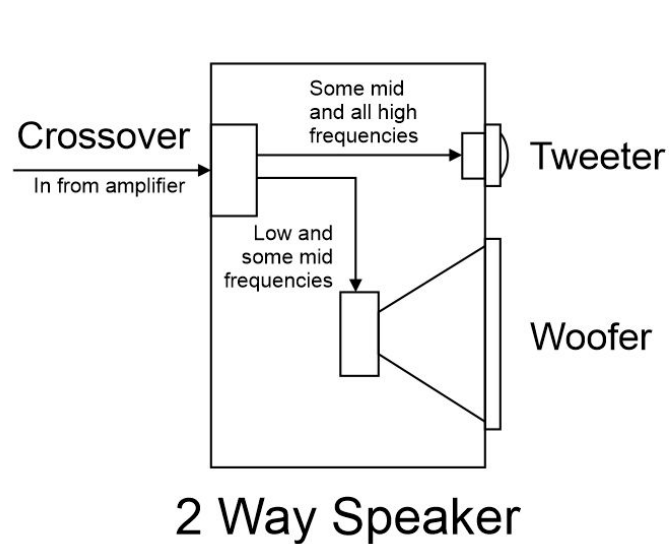 Some mid
and all high
frequencies
Crossover
In from amplifier
Tweeter
Low and
some mid
frequencies
Woofer
2 Way Speaker